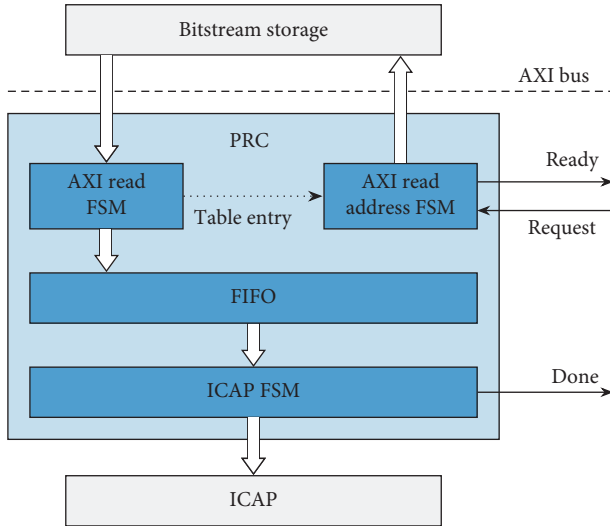 Bitstream storage
AXI bus
PRC
AXI read
FSM
Table entry
AXI read
address FSM
Ready
Request
FIFO
ICAP FSM
Done
ICAP